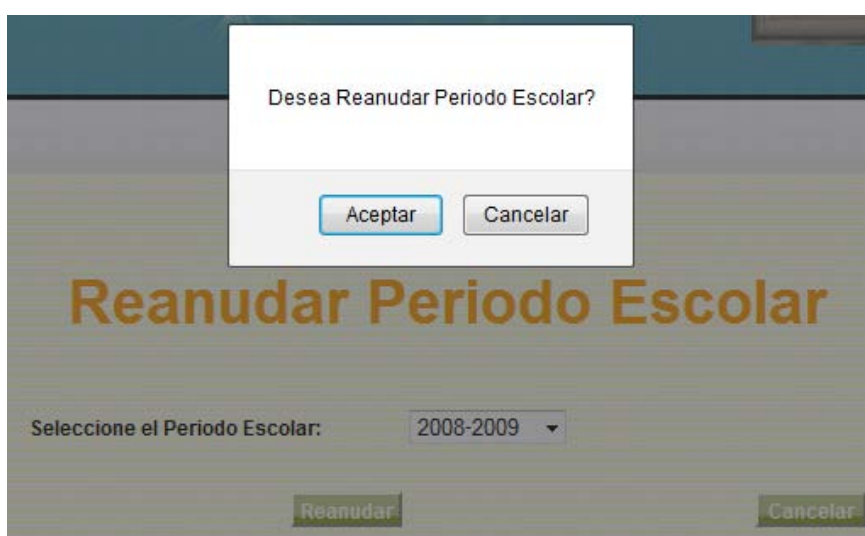 Desea Reanudar Periodo Escolar?
Aceptar Cancelar
Reanudar Periodo Escolar
Seleccione el Periodo Escolar: 2008-2009
Reanudar Cancelar